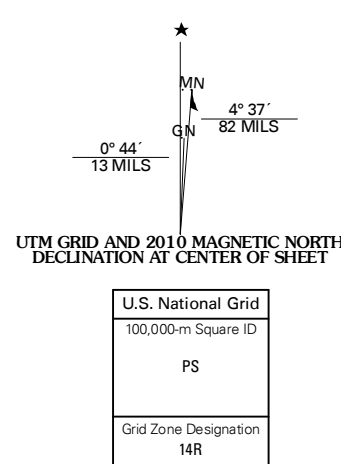 MN
4° 37´
82 MILS
GN
0° 44´
13 MILS
UTM GRID AND 2010 MAGNETIC NORTH
DECLINATION AT CENTER OF SHEET
U.S. National Grid
100,000-m Square ID
PS
Grid Zone Designation
14R